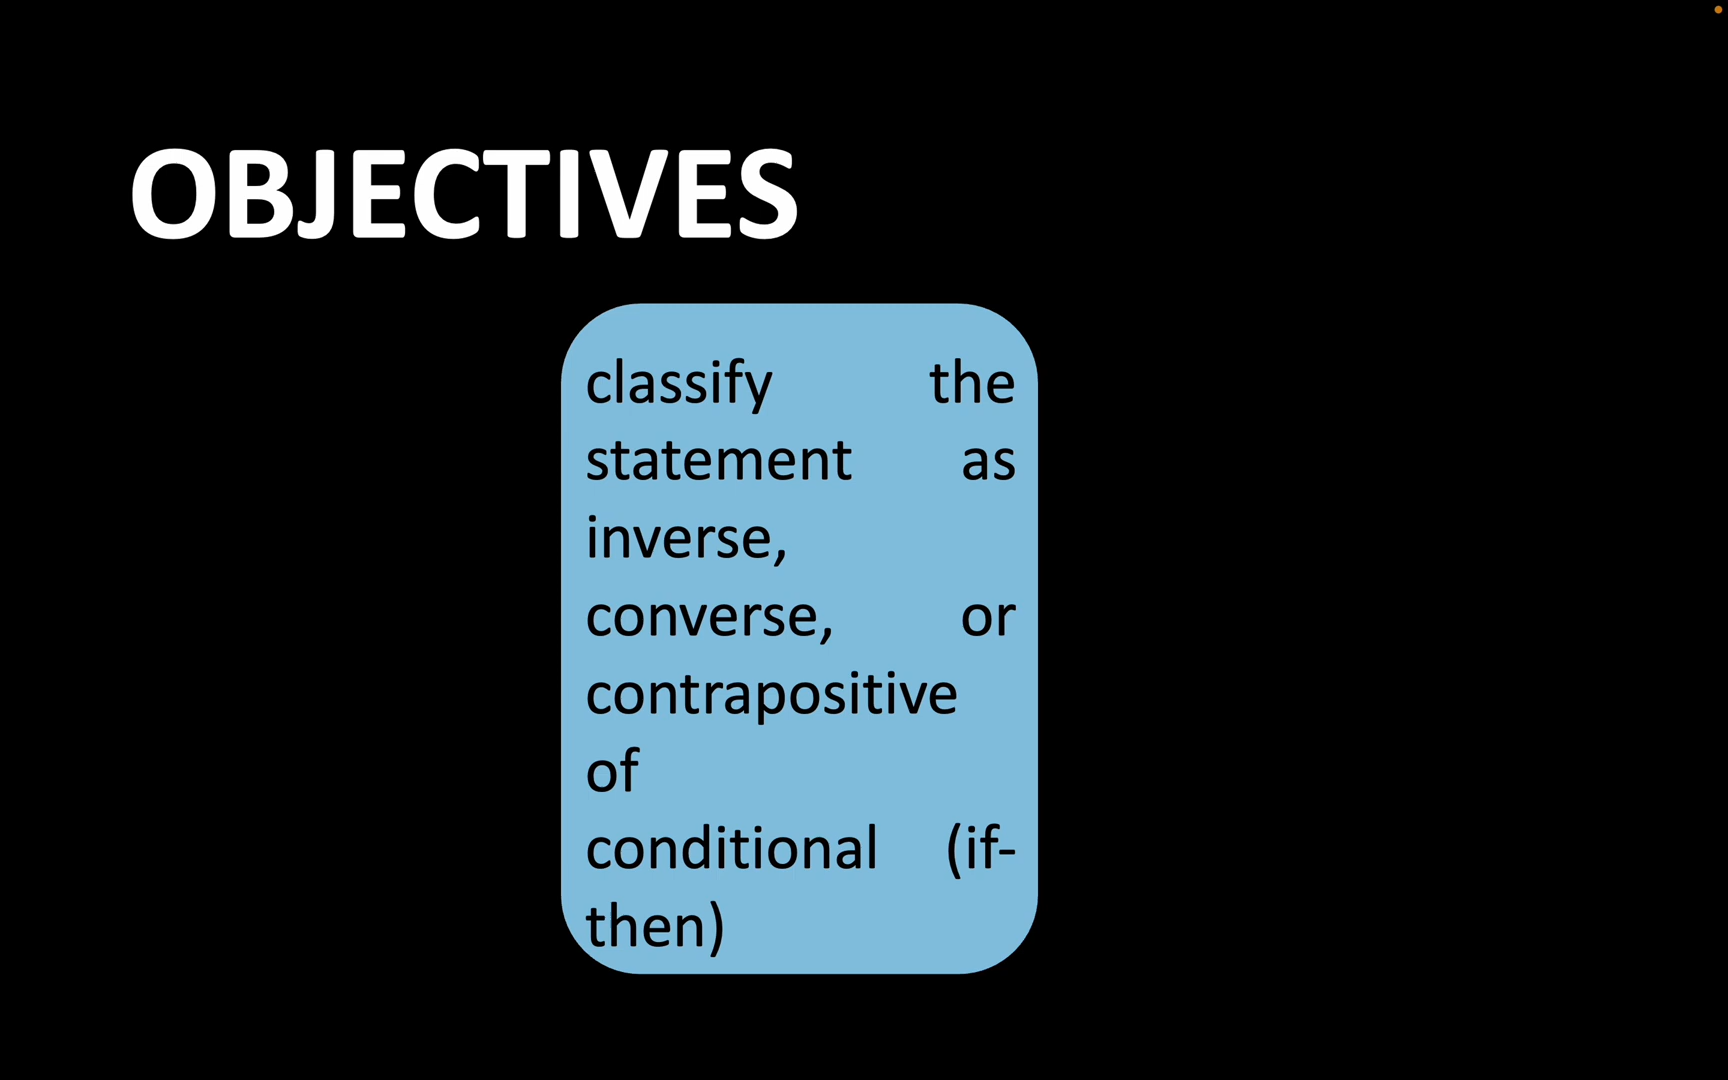 OBJECTIVES
classify the
statement as
inverse,
converse, or
contrapositive
of
conditional (if-
then)